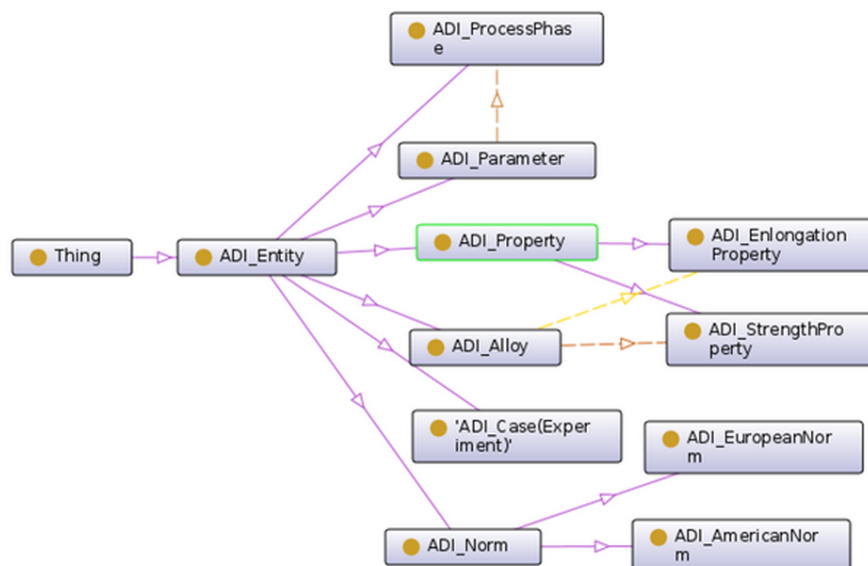 ADI_ProcessPhas
e
ADI_Parameter
Thing
ADI_Entity
ADI_Property
ADI_Enlongation
Property
ADI_Alloy
ADI_StrengthPro
perty
'ADI_Case(Exper
iment)'
ADI_EuropeanNor
m
ADI_Norm
ADI_AmericanNor
m